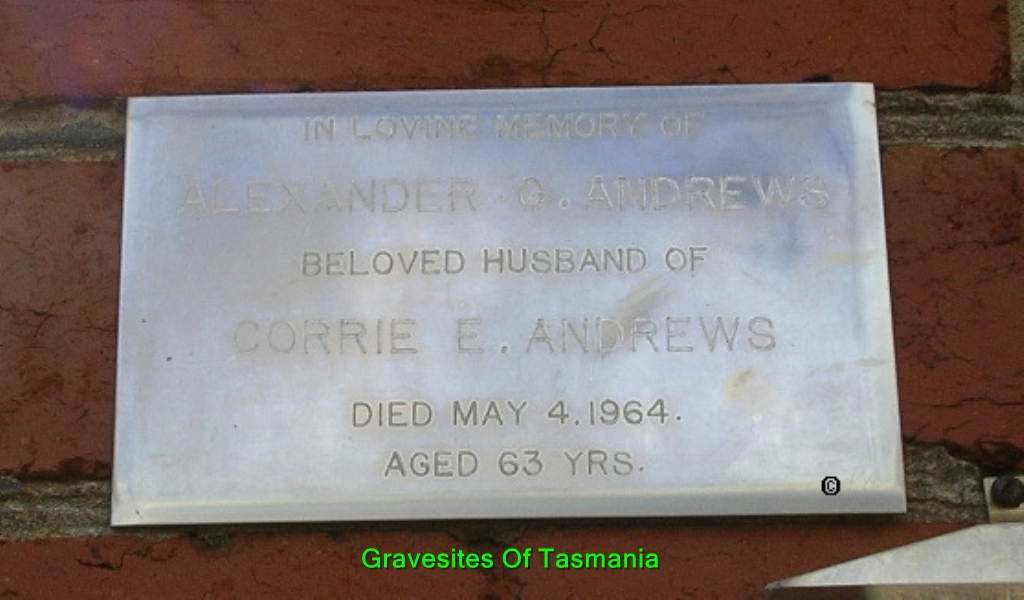 IN LOVING MEMORY OF
ALEXANDER G. ANDREWS
BELOVED HUSBAND OF
CORRIE E. ANDREWS
DIED MAY 4.1964.
AGED 63 YRS.
©
Gravesites Of Tasmania